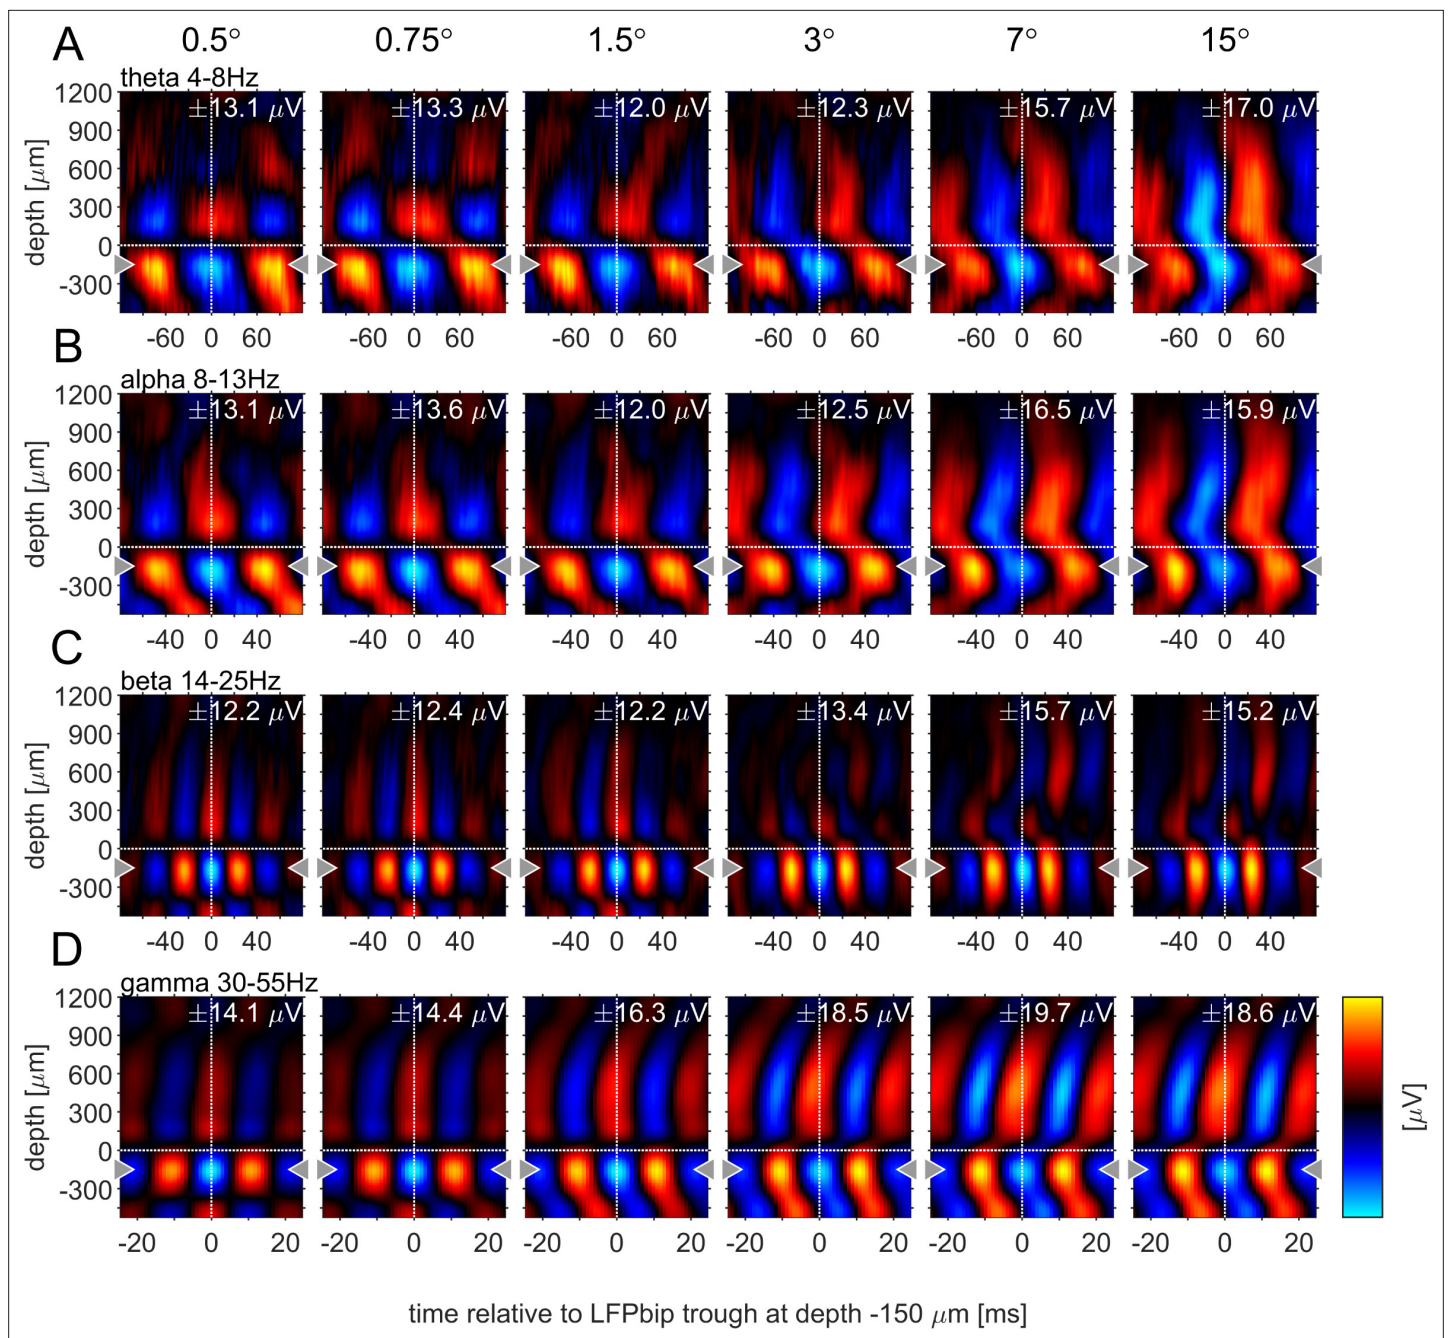 A 0.5° 0.75° 1.5° 3° 7° 15°
theta 4-8Hz
±13.1 μV ±13.3 μV ±12.0 μV ±12.3 μV ±15.7 μV ±17.0 μV
depth [μm]
1200
900
600
300
0
-300
-60 0 60 -60 0 60 -60 0 60 -60 0 60 -60 0 60 -60 0 60
B
alpha 8-13Hz
±13.1 μV ±13.6 μV ±12.0 μV ±12.5 μV ±16.5 μV ±15.9 μV
depth [μm]
1200
900
600
300
0
-300
-40 0 40 -40 0 40 -40 0 40 -40 0 40 -40 0 40 -40 0 40
C
beta 14-25Hz
±12.2 μV ±12.4 μV ±12.2 μV ±13.4 μV ±15.7 μV ±15.2 μV
depth [μm]
1200
900
600
300
0
-300
-40 0 40 -40 0 40 -40 0 40 -40 0 40 -40 0 40 -40 0 40
D
gamma 30-55Hz
±14.1 μV ±14.4 μV ±16.3 μV ±18.5 μV ±19.7 μV ±18.6 μV
depth [μm]
1200
900
600
300
0
-300
[μV]
-20 0 20 -20 0 20 -20 0 20 -20 0 20 -20 0 20 -20 0 20
time relative to LFPbip trough at depth -150 μm [ms]